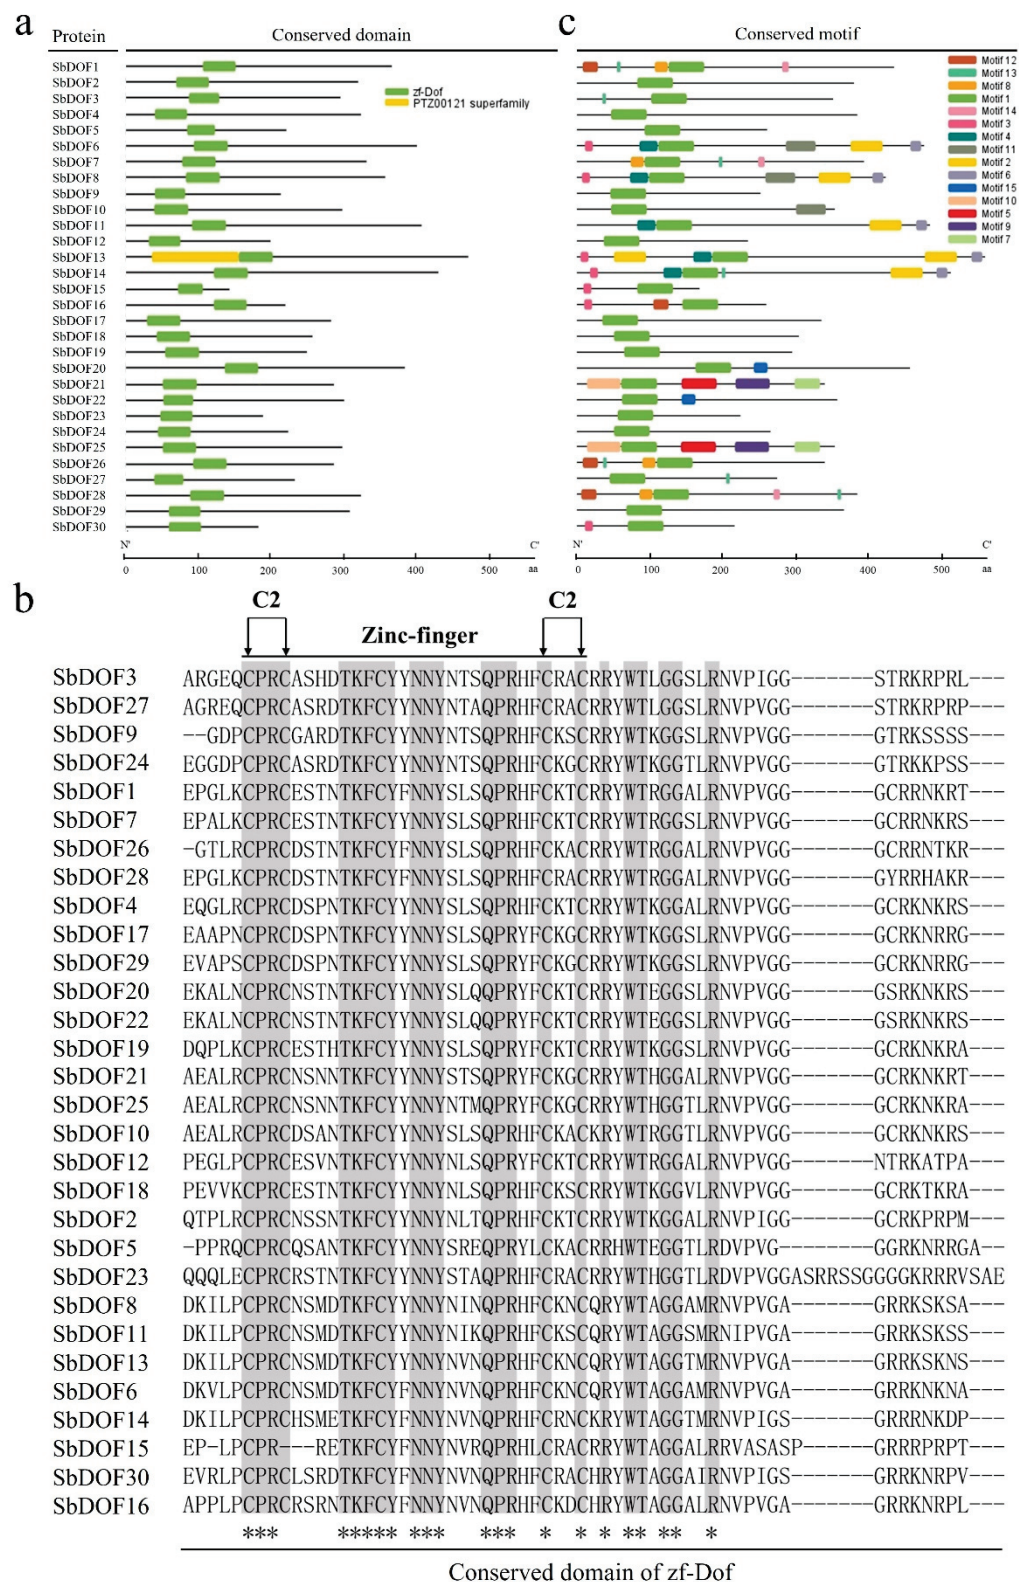 a
Protein
Conserved domain
SbDOF1
SbDOF2
SbDOF3
SbDOF4
SbDOF5
SbDOF6
SbDOF7
SbDOF8
SbDOF9
SbDOF10
SbDOF11
SbDOF12
SbDOF13
SbDOF14
SbDOF15
SbDOF16
SbDOF17
SbDOF18
SbDOF19
SbDOF20
SbDOF21
SbDOF22
SbDOF23
SbDOF24
SbDOF25
SbDOF26
SbDOF27
SbDOF28
SbDOF29
SbDOF30
zf-Dof
PTZ00121 superfamily
N' C'
0 100 200 300 400 500 aa
c
Conserved motif
Motif 12
Motif 13
Motif 8
Motif 1
Motif 14
Motif 3
Motif 4
Motif 11
Motif 2
Motif 6
Motif 15
Motif 10
Motif 5
Motif 9
Motif 7
N' C'
0 100 200 300 400 500 aa
b
C2 C2
Zinc-finger
SbDOF3 ARGEQCPRCASHDTKFCYYNNYNTSQPRHFCRACRRYWTLGGSLRNVPIGG-------STRKRPRL---
SbDOF27 AGREQCPRCASRDTKFCYYNNYNTAQPRHFCRACRRYWTLGGSLRNVPVGG-------STRKRPRP---
SbDOF9 --GDPCPRCGARDTKFCYYNNYNTSQPRHFCKSCRRYWTKGGSLRNVPVGG-------GTRKSSSS---
SbDOF24 EGGDPCPRCASRDTKFCYYNNYNTSQPRHFCKGCRRYWTKGGTLRNVPVGG-------GTRKKPSS---
SbDOF1 EPGLKCPRCESTNTKFCYFNNYSLSQPRHFCKTCRRYWTRGGALRNVPVGG-------GCRRNKRT---
SbDOF7 EPALKCPRCESTNTKFCYYNNYSLSQPRHFCKTCRRYWTRGGALRNVPVGG-------GCRRNKRS---
SbDOF26 -GTLRCPRCDSTNTKFCYFNNYSLSQPRHFCKACRRYWTRGGALRNVPVGG-------GCRRNTKR---
SbDOF28 EPGLKCPRCDSTNTKFCYFNNYSLSQPRHFCRACRRYWTRGGALRNVPVGG-------GYRRHAKR---
SbDOF4 EQGLRCPRCDSPNTKFCYYNNYSLSQPRHFCKTCRRYWTKGGALRNVPVGG-------GCRKNKRS---
SbDOF17 EAAPNCPRCDSPNTKFCYYNNYSLSQPRYFCKGCRRYWTKGGSLRNVPVGG-------GCRKNRRG---
SbDOF29 EVAPSCPRCDSPNTKFCYYNNYSLSQPRYFCKGCRRYWTKGGSLRNVPVGG-------GCRKNRRG---
SbDOF20 EKALNCPRCNSTNTKFCYYNNYSLQQPRYFCKTCRRYWTEGGSLRNVPVGG-------GSRKNKRS---
SbDOF22 EKALNCPRCNSTNTKFCYYNNYSLQQPRYFCKTCRRYWTEGGSLRNVPVGG-------GSRKNKRS---
SbDOF19 DQPLKCPRCESTHTKFCYYNNYSLSQPRYFCKTCRRYWTKGGSLRNVPVGG-------GCRKNKRA---
SbDOF21 AEALRCPRCNSNNTKFCYYNNYSTSQPRYFCKGCRRYWTHGGALRNVPVGG-------GCRKNKRT---
SbDOF25 AEALRCPRCNSNNTKFCYYNNYNTMQPRYFCKGCRRYWTHGGTLRNVPVGG-------GCRKNKRA---
SbDOF10 AEALRCPRCDSANTKFCYYNNYSLSQPRHFCKACKRYWTRGGTLRNVPVGG-------GCRKNKRS---
SbDOF12 PEGLPCPRCESVNTKFCYYNNYNLSQPRYFCKTCRRYWTRGGALRNVPVGG-------NTRKATPA---
SbDOF18 PEVVKCPRCESTNTKFCYYNNYNLSQPRHFCKSCRRYWTKGGVLRNVPVGG-------GCRKTKRA---
SbDOF2 QTPLRCPRCNSSNTKFCYYNNYNLTQPRHFCKTCRRYWTKGGALRNVPIGG-------GCRKPRPM---
SbDOF5 -PPRQCPRCQSANTKFCYYNNYSREQPRYLCKACRRHWTEGGTLRDVPVG--------GGRKNRRGA--
SbDOF23 QQQLECPRCRSTNTKFCYYNNYSTAQPRHFCRACRRYWTHGGTLRDVPVGGASRRSSGGGGKRRRVSAE
SbDOF8 DKILPCPRCNSMDTKFCYYNNYNINQPRHFCKNCQRYWTAGGAMRNVPVGA-------GRRKSKSA---
SbDOF11 DKILPCPRCNSMDTKFCYYNNYNIKQPRHFCKSCQRYWTAGGSMRNIPVGA-------GRRKSKSS---
SbDOF13 DKILPCPRCNSMDTKFCYYNNYNVNQPRHFCKNCQRYWTAGGTMRNVPVGA-------GRRKSKNS---
SbDOF6 DKVLPCPRCNSMDTKFCYFNNYNVNQPRHFCKNCQRYWTAGGAMRNVPVGA-------GRRKNKNA---
SbDOF14 DKILPCPRCHSMETKFCYFNNYNVNQPRHFCRNCKRYWTAGGTMRNVPIGS-------GRRRNKDP---
SbDOF15 EP-LPCPR---RETKFCYFNNYNVRQPRHLCRACRRYWTAGGALRRVASASP------GRRRPRPT---
SbDOF30 EVRLPCPRCLSRDTKFCYFNNYNVNQPRHFCRACHRYWTAGGAIRNVPIGS-------GRRKNRPV---
SbDOF16 APPLPCPRCRSRNTKFCYFNNYNVNQPRHFCKDCHRYWTAGGALRNVPVGA-------GRRKNRPL---
*** ***** *** *** * * * ** ** *
Conserved domain of zf-Dof